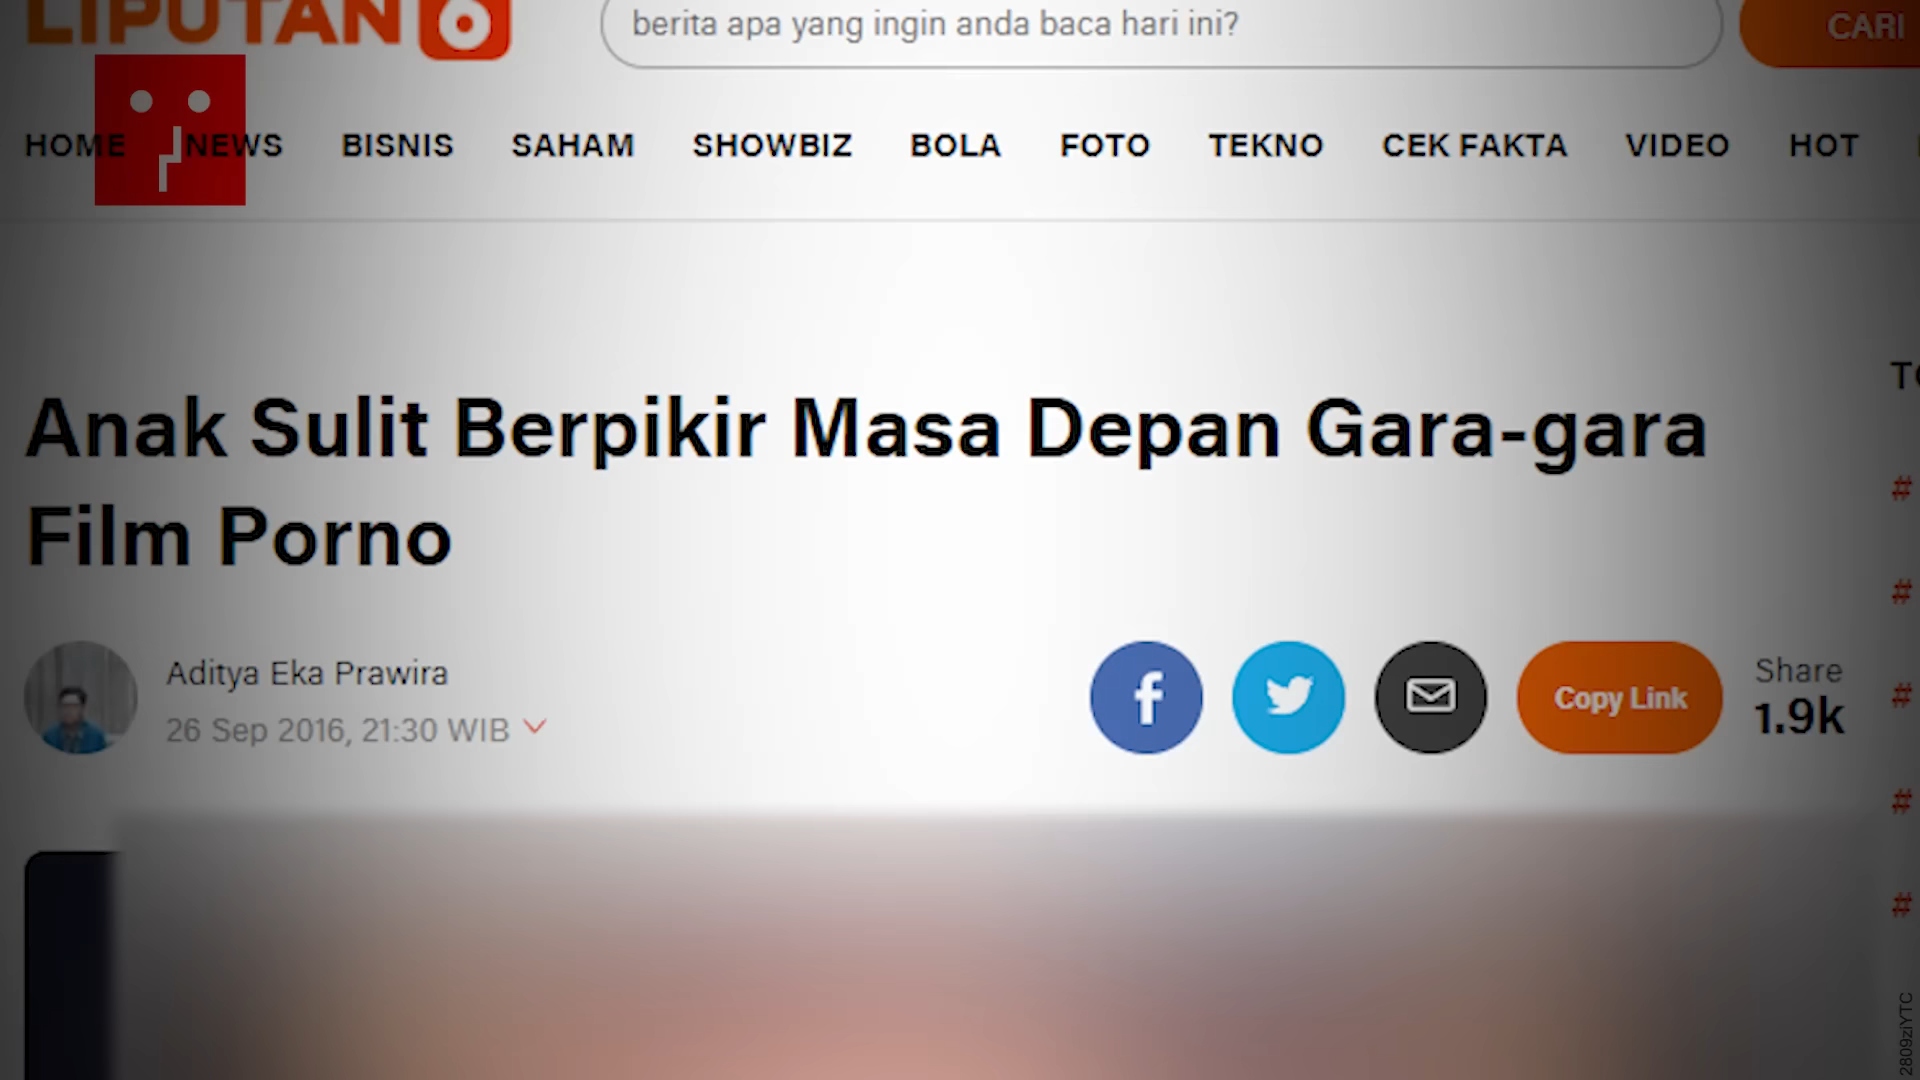 LIPUTAN 6
berita apa yang ingin anda baca hari ini?
CARI
HOME NEWS BISNIS SAHAM SHOWBIZ BOLA FOTO TEKNO CEK FAKTA VIDEO HOT
Anak Sulit Berpikir Masa Depan Gara-gara
Film Porno
Aditya Eka Prawira
26 Sep 2016, 21:30 WIB
Copy Link
Share
1.9k
#
#
#
#
#
2809ziYTC